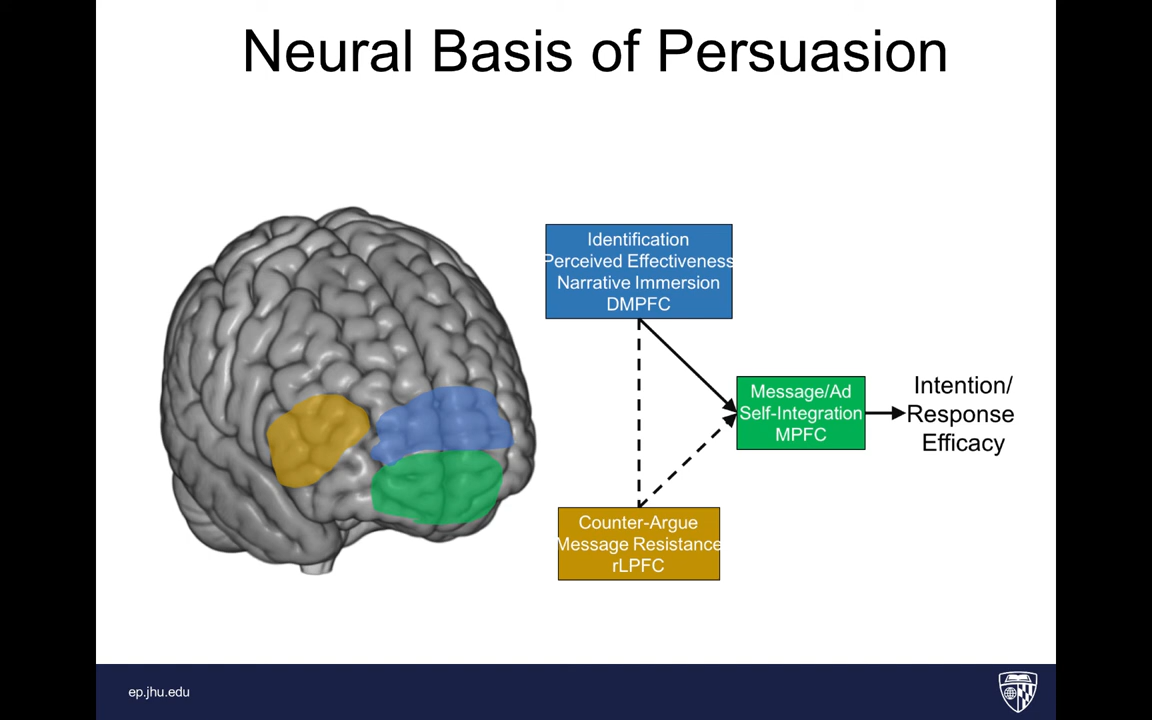 Neural Basis of Persuasion
Identification
Perceived Effectiveness
Narrative Immersion
DMPFC
Message/Ad
Self-Integration
MPFC
Intention/
Response
Efficacy
Counter-Argue
Message Resistance
rLPFC
ep.jhu.edu